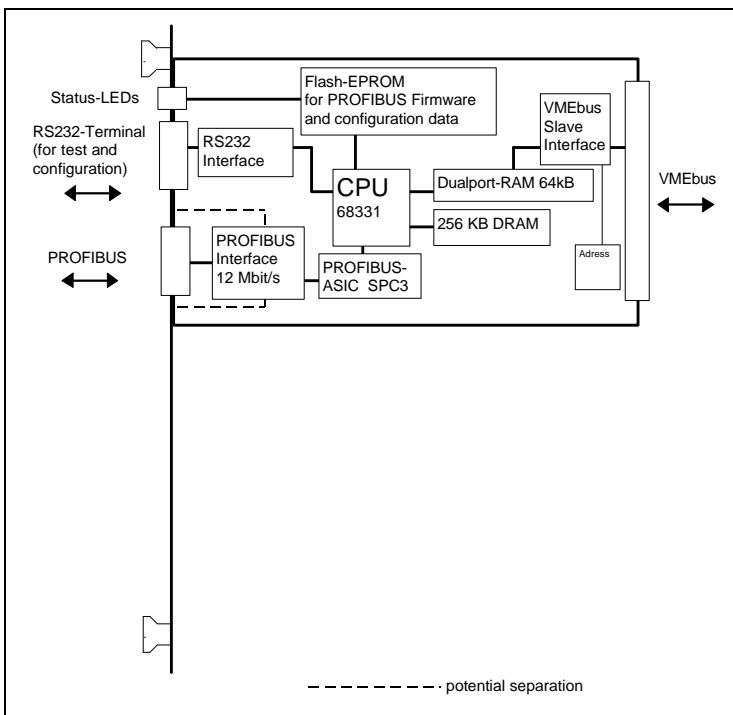 Status-LEDs
RS232-Terminal
(for test and
configuration)
PROFIBUS
Flash-EPROM
for PROFIBUS Firmware
and configuration data
RS232
Interface
CPU
68331
PROFIBUS
Interface
12 Mbit/s
PROFIBUS-
ASIC SPC3
VMEbus
Slave
Interface
Dualport-RAM 64kB
256 KB DRAM
Adress
VMEbus
potential separation